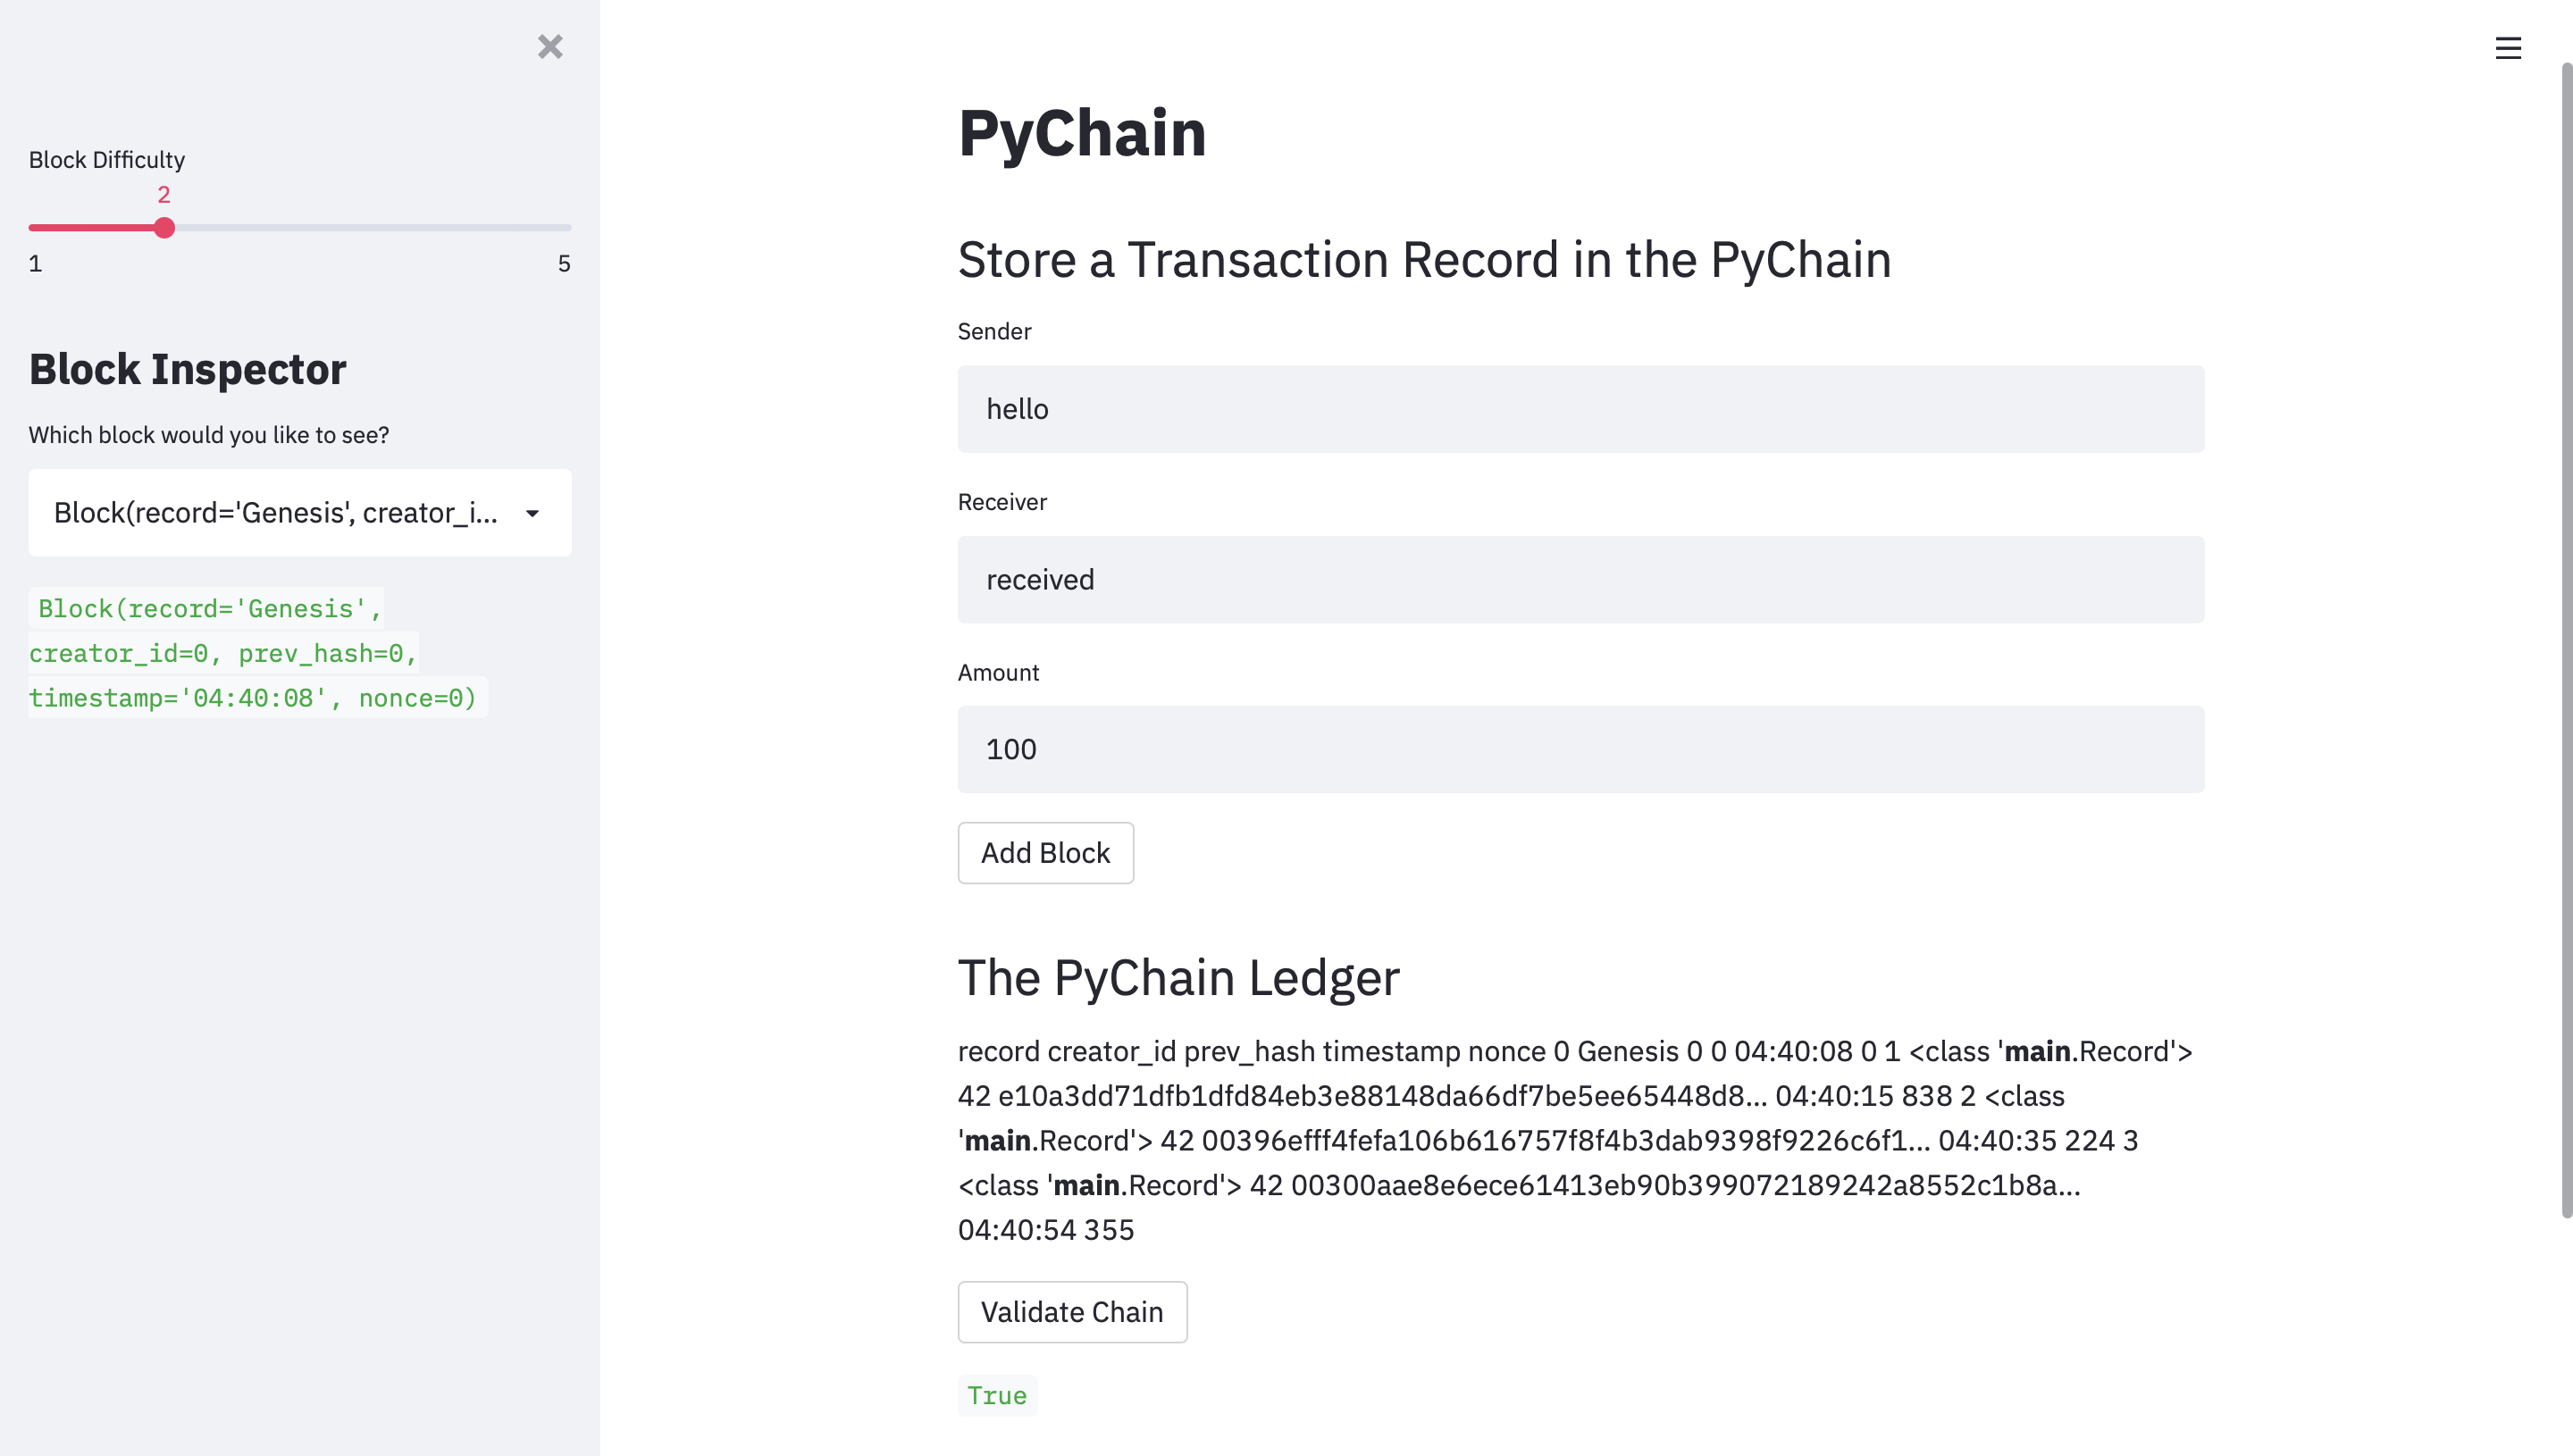 Block Difficulty
2
1 5
Block Inspector
Which block would you like to see?
Block(record='Genesis', creator_i...
Block(record='Genesis',
creator_id=0, prev_hash=0,
timestamp='04:40:08', nonce=0)
PyChain
Store a Transaction Record in the PyChain
Sender
hello
Receiver
received
Amount
100
Add Block
The PyChain Ledger
record creator_id prev_hash timestamp nonce 0 Genesis 0 0 04:40:08 0 1 <class 'main.Record'>
42 e10a3dd71dfb1dfd84eb3e88148da66df7be5ee65448d8... 04:40:15 838 2 <class
'main.Record'> 42 00396efff4fefa106b616757f8f4b3dab9398f9226c6f1... 04:40:35 224 3
<class 'main.Record'> 42 00300aae8e6ece61413eb90b399072189242a8552c1b8a...
04:40:54 355
Validate Chain
True